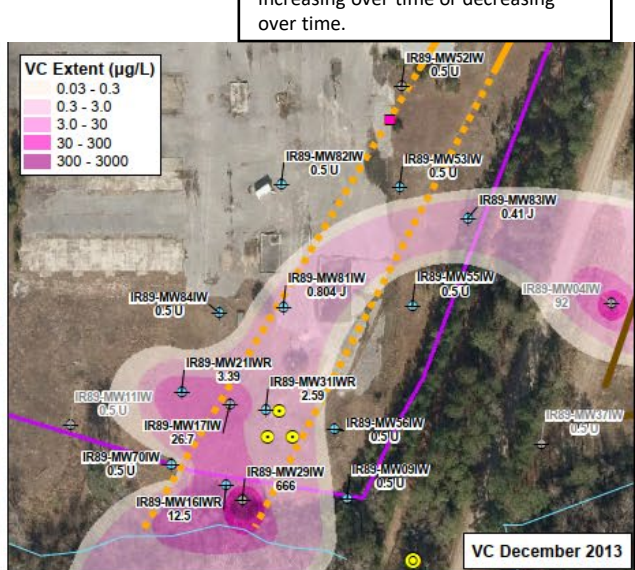 increasing over time or decreasing
over time.
VC Extent (µg/L)
0.03 - 0.3
0.3 - 3.0
3.0 - 30
30 - 300
300 - 3000
IR89-MW52IW
0.5 U
IR89-MW82IW
0.5 U
IR89-MW53IW
0.5 U
IR89-MW83IW
0.41 J
IR89-MW81IW
0.804 J
IR89-MW55IW
0.5 U
IR89-MW04IW
92
IR89-MW84IW
0.5 U
IR89-MW21IWR
3.39
IR89-MW31IWR
2.59
IR89-MW11IW
0.5 U
IR89-MW17IW
26.7
IR89-MW56IW
0.5 U
IR89-MW37IW
0.5 U
IR89-MW70IW
0.5 U
IR89-MW29IW
666
IR89-MW09IW
0.5 U
IR89-MW16IWR
12.5
VC December 2013